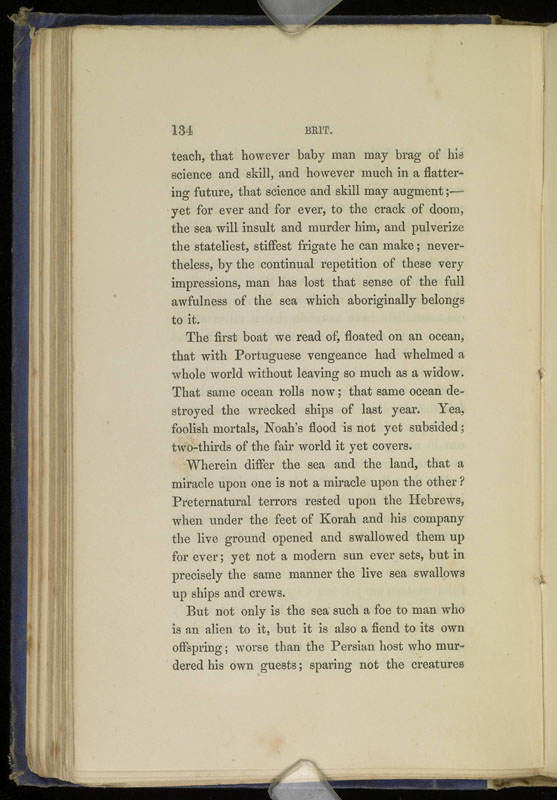 134 BRIT.
teach, that however baby man may brag of his
science and skill, and however much in a flatter-
ing future, that science and skill may augment;—
yet for ever and for ever, to the crack of doom,
the sea will insult and murder him, and pulverize
the stateliest, stiffest frigate he can make; never-
theless, by the continual repetition of these very
impressions, man has lost that sense of the full
awfulness of the sea which aboriginally belongs
to it.
The first boat we read of, floated on an ocean,
that with Portuguese vengeance had whelmed a
whole world without leaving so much as a widow.
That same ocean rolls now; that same ocean de-
stroyed the wrecked ships of last year. Yea,
foolish mortals, Noah's flood is not yet subsided;
two-thirds of the fair world it yet covers.
Wherein differ the sea and the land, that a
miracle upon one is not a miracle upon the other?
Preternatural terrors rested upon the Hebrews,
when under the feet of Korah and his company
the live ground opened and swallowed them up
for ever; yet not a modern sun ever sets, but in
precisely the same manner the live sea swallows
up ships and crews.
But not only is the sea such a foe to man who
is an alien to it, but it is also a fiend to its own
offspring; worse than the Persian host who mur-
dered his own guests; sparing not the creatures